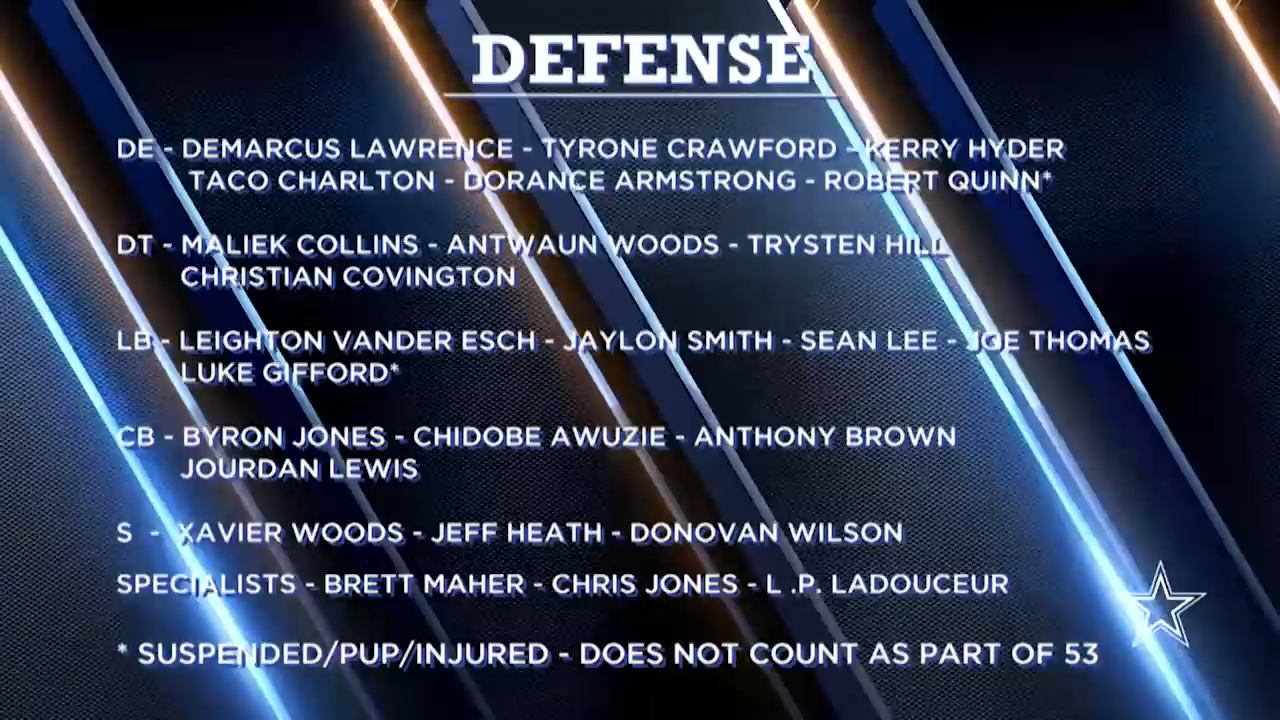 DEFENSE
DE - DEMARCUS LAWRENCE - TYRONE CRAWFORD - KERRY HYDER
TACO CHARLTON - DORANCE ARMSTRONG - ROBERT QUINN*
DT - MALIEK COLLINS - ANTWAUN WOODS - TRYSTEN HILL
CHRISTIAN COVINGTON
LB - LEIGHTON VANDER ESCH - JAYLON SMITH - SEAN LEE - JOE THOMAS
LUKE GIFFORD*
CB - BYRON JONES - CHIDOBE AWUZIE - ANTHONY BROWN
JOURDAN LEWIS
S - XAVIER WOODS - JEFF HEATH - DONOVAN WILSON
SPECIALISTS - BRETT MAHER - CHRIS JONES - L .P. LADOUCEUR
* SUSPENDED/PUP/INJURED - DOES NOT COUNT AS PART OF 53